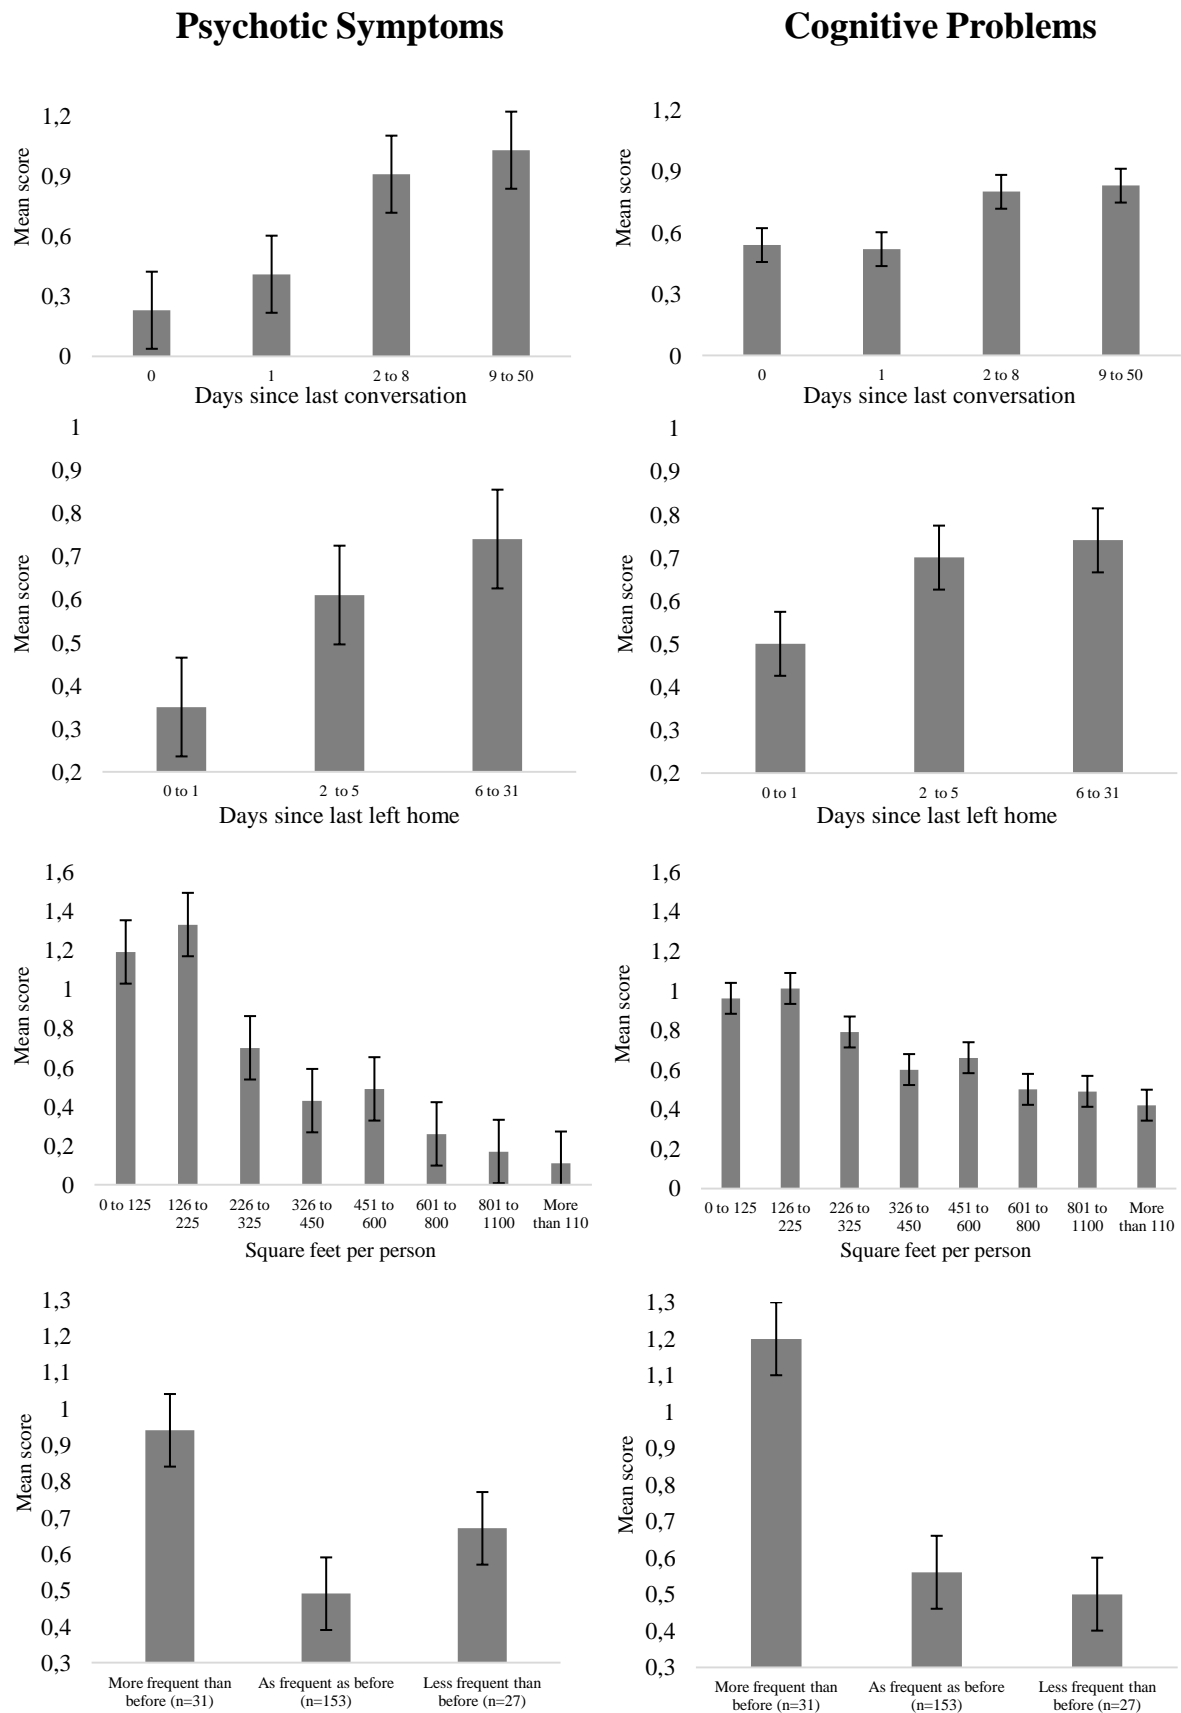 Psychotic Symptoms
Cognitive Problems
Mean score
1,2
0,9
0,6
0,3
0
0
1
2 to 8
9 to 50
Days since last conversation
Mean score
1,2
0,9
0,6
0,3
0
0
1
2 to 8
9 to 50
Days since last conversation
Mean score
1
0,9
0,8
0,7
0,6
0,5
0,4
0,3
0,2
0 to 1
2 to 5
6 to 31
Days since last left home
Mean score
1
0,9
0,8
0,7
0,6
0,5
0,4
0,3
0,2
0 to 1
2 to 5
6 to 31
Days since last left home
Mean score
1,6
1,4
1,2
1
0,8
0,6
0,4
0,2
0
0 to 125
126 to
225
226 to
325
326 to
450
451 to
600
601 to
800
801 to
1100
More
than 110
Square feet per person
Mean score
1,6
1,4
1,2
1
0,8
0,6
0,4
0,2
0
0 to 125
126 to
225
226 to
325
326 to
450
451 to
600
601 to
800
801 to
1100
More
than 110
Square feet per person
Mean score
1,3
1,2
1,1
1
0,9
0,8
0,7
0,6
0,5
0,4
0,3
More frequent than
before (n=31)
As frequent as before
(n=153)
Less frequent than
before (n=27)
Mean score
1,3
1,2
1,1
1
0,9
0,8
0,7
0,6
0,5
0,4
0,3
More frequent than
before (n=31)
As frequent as before
(n=153)
Less frequent than
before (n=27)